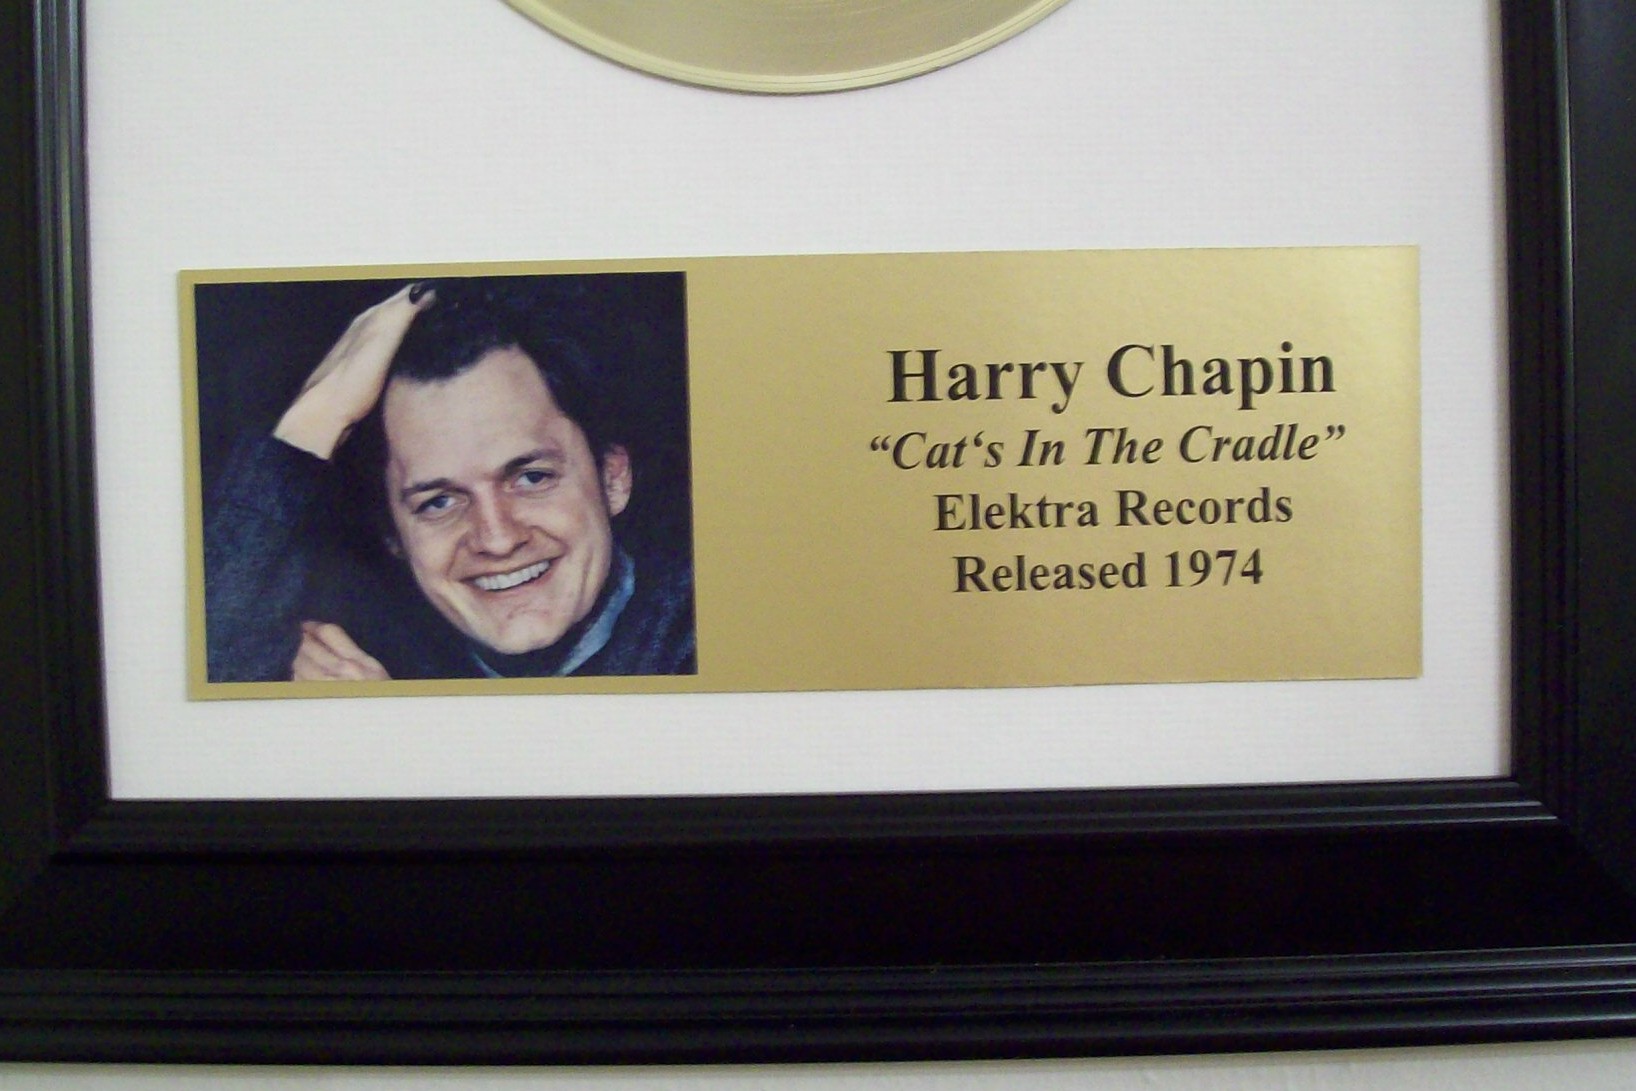 Harry Chapin
“Cat‘s In The Cradle”
Elektra Records
Released 1974